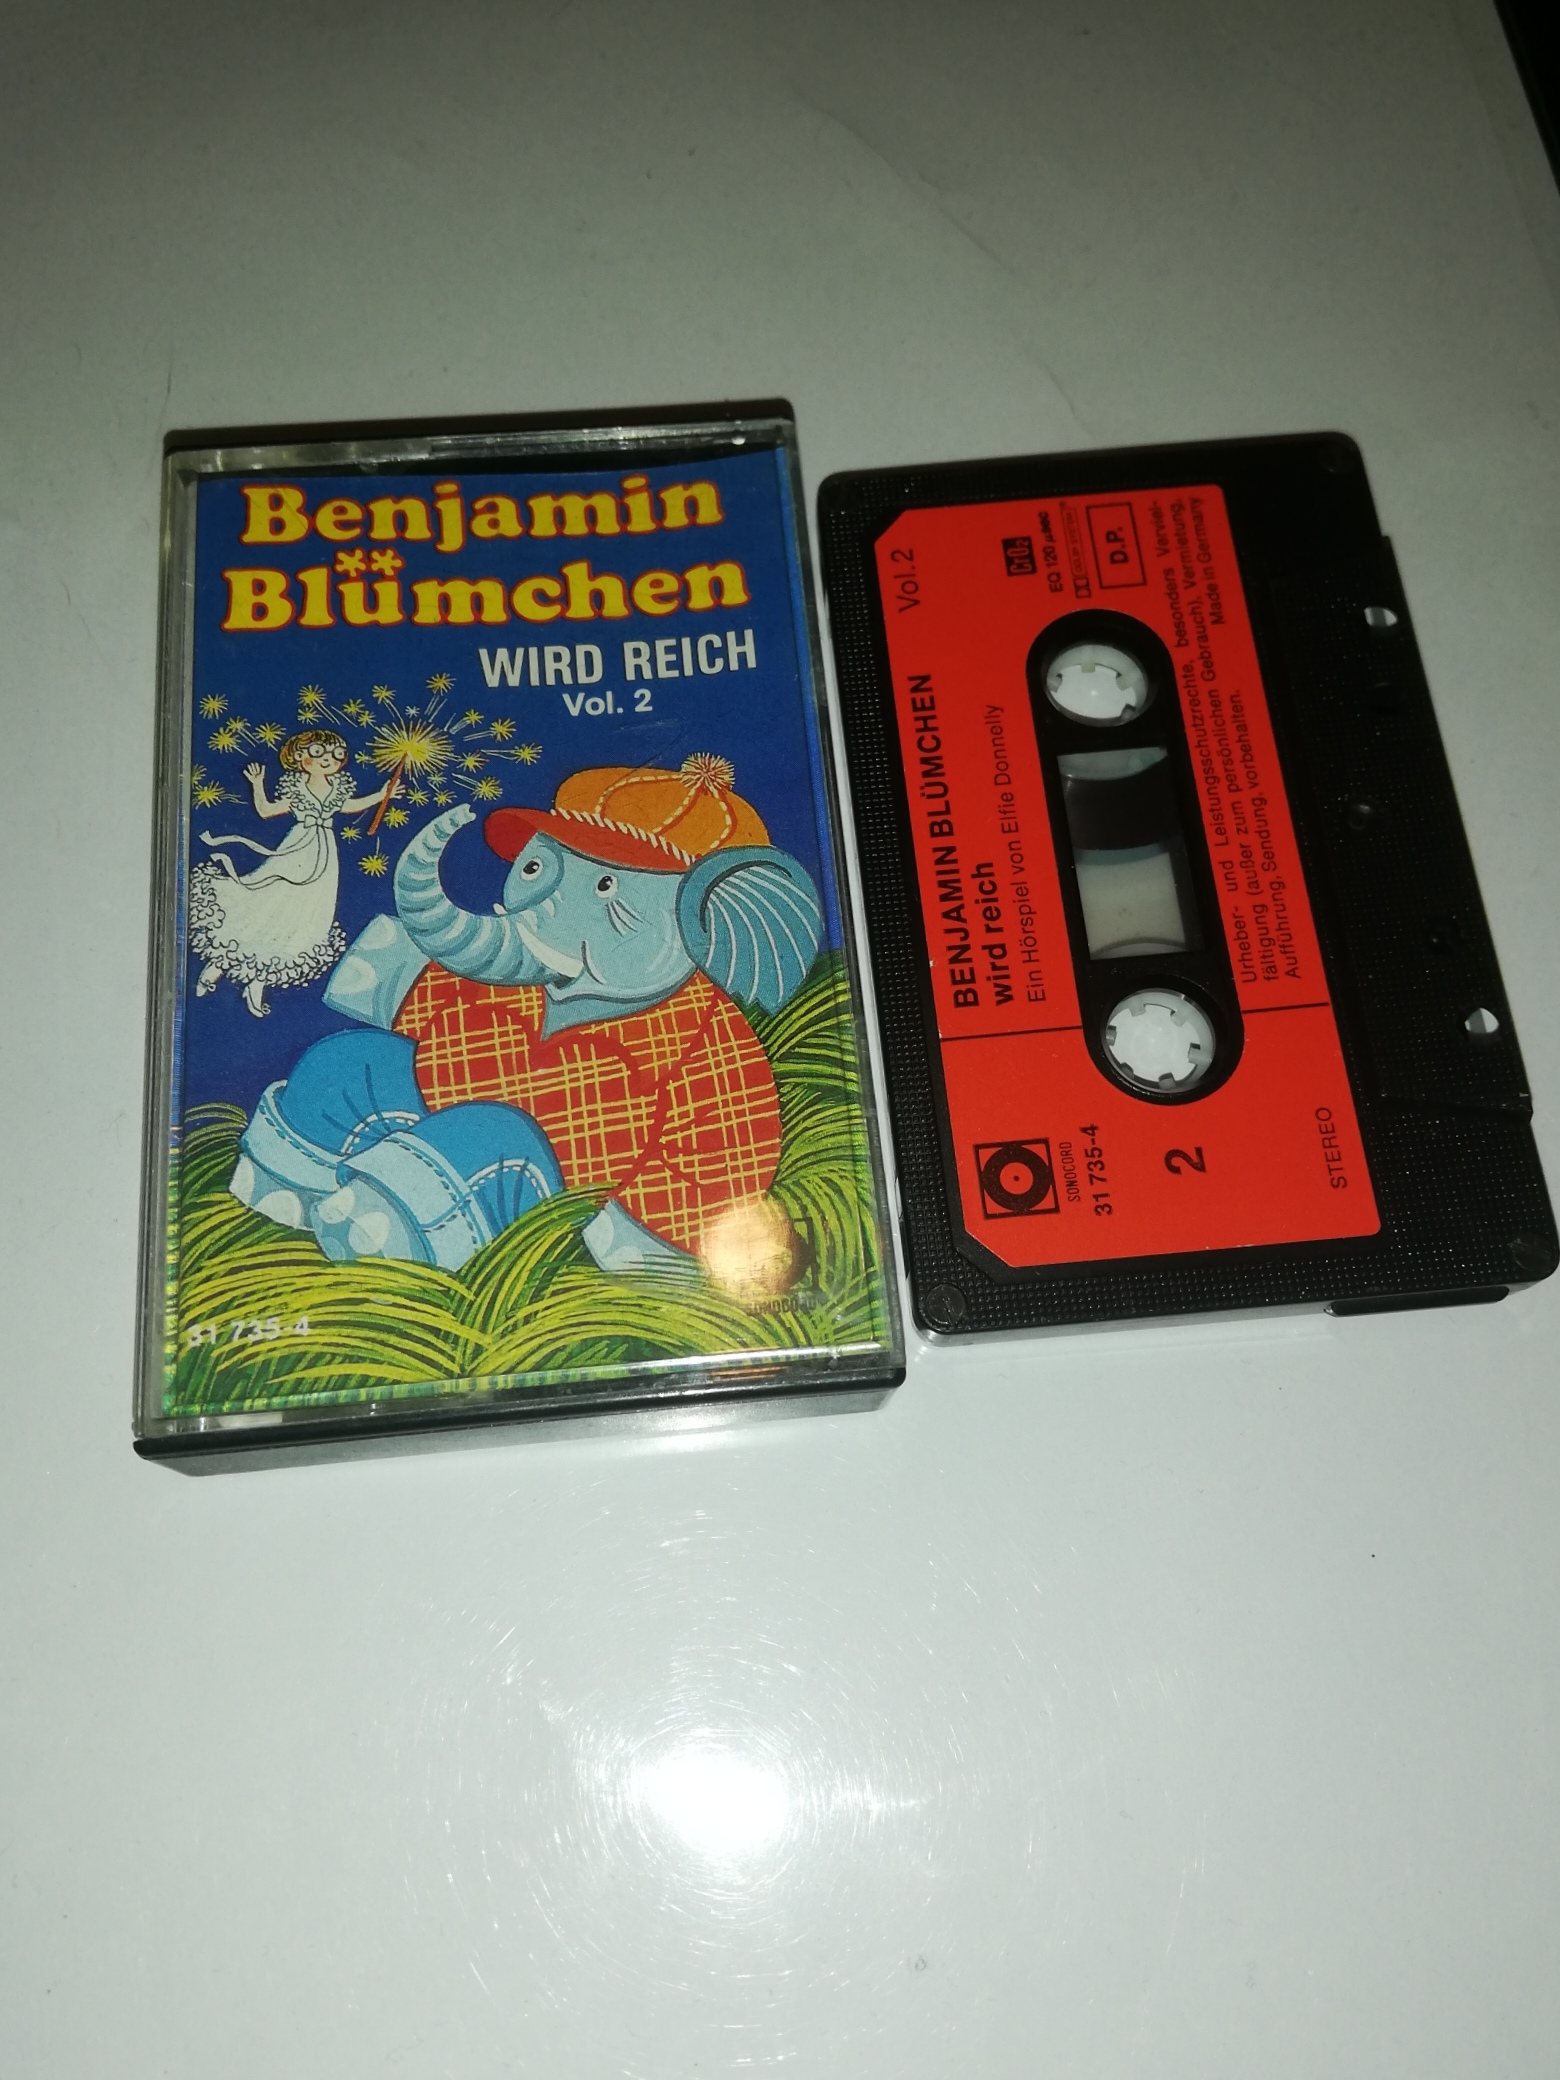 Benjamin
Blümchen
WIRD REICH
Vol. 2
31 735-4
SONOCORD
BENJAMIN BLÜMCHEN Vol.2
wird reich
Ein Hörspiel von Elfie Donnelly
CrO2
EQ 120 µsec
D.P.
SONOCORD
31 735-4
2
Urheber- und Leistungsschutzrechte, besonders Verviel-
fältigung (außer zum persönlichen Gebrauch), Vermietung,
Aufführung, Sendung, vorbehalten. Made in Germany
STEREO